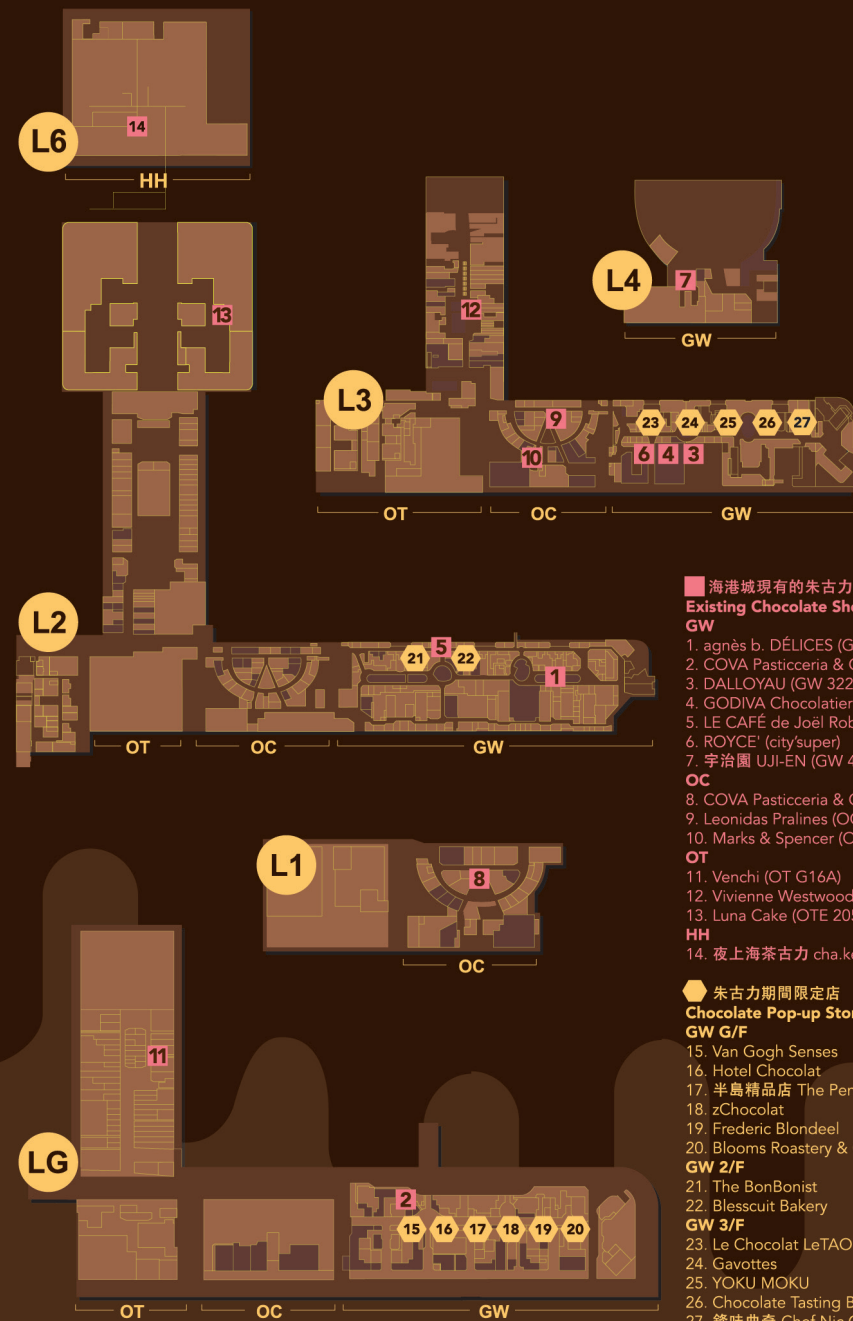 L6
14
HH
13
L4
7
GW
12
L3
9
10
23
24
25
26
27
6
4
3
OT
OC
GW
L2
21
5
22
1
OT
OC
GW
L1
8
OC
11
LG
2
15
16
17
18
19
20
OT
OC
GW
海港城現有的朱古力
Existing Chocolate
GW
1. agnès b. DÉLICES
2. COVA Pasticceria &
3. DALLOYAU (GW 322
4. GODIVA Chocolatier
5. LE CAFÉ de Joël
6. ROYCE' (city'super)
7. 宇治園 UJI-EN (GW
OC
8. COVA Pasticceria &
9. Leonidas Pralines
10. Marks & Spencer
OT
11. Venchi (OT G16A)
12. Vivienne Westwood
13. Luna Cake (OTE
HH
14. 夜上海茶古力
朱古力期間限定店
Chocolate Pop-up
GW G/F
15. Van Gogh Senses
16. Hotel Chocolat
17. 半島精品店 The
18. zChocolat
19. Frederic Blondeel
20. Blooms Roastery &
GW 2/F
21. The BonBonist
22. Blesscuit Bakery
GW 3/F
23. Le Chocolat LeTAO
24. Gavottes
25. YOKU MOKU
26. Chocolate Tasting
27. 鋒味曲奇 Chef Nic